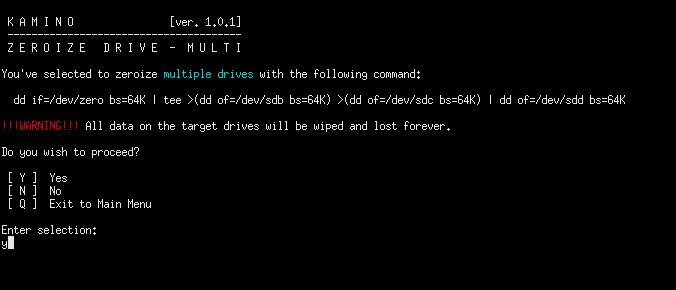 K A M I N O [ver. 1.0.1]
---------------------------------------
Z E R O I Z E D R I V E - M U L T I
---------------------------------------
You've selected to zeroize multiple drives with the following command:
dd if=/dev/zero bs=64K | tee >(dd of=/dev/sdb bs=64K) >(dd of=/dev/sdc bs=64K) | dd of=/dev/sdd bs=64K
!!!WARNING!!! All data on the target drives will be wiped and lost forever.
Do you wish to proceed?
[ Y ] Yes
[ N ] No
[ Q ] Exit to Main Menu
Enter selection:
y